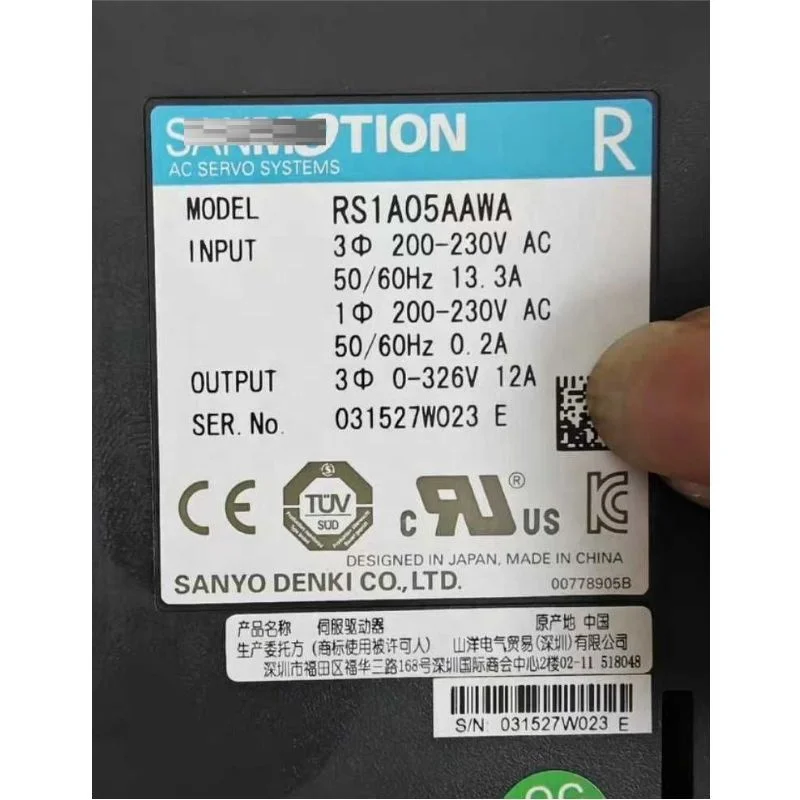 SANMOTION R
AC SERVO SYSTEMS
MODEL RS1A05AAWA
INPUT 3Φ 200-230V AC
50/60Hz 13.3A
1Φ 200-230V AC
50/60Hz 0.2A
OUTPUT 3Φ 0-326V 12A
SER.No. 031527W023 E
CE
TÜV
SÜD
c RU ® US KC
DESIGNED IN JAPAN, MADE IN CHINA
SANYO DENKI CO.,LTD. 00778905B
产品名称 伺服驱动器 原产地 中国
生产委托方 (商标使用被许可人) 山洋电气贸易(深圳)有限公司
深圳市福田区福华三路168号深圳国际商会中心2楼02-11 518048
S/N: 031527W023 E